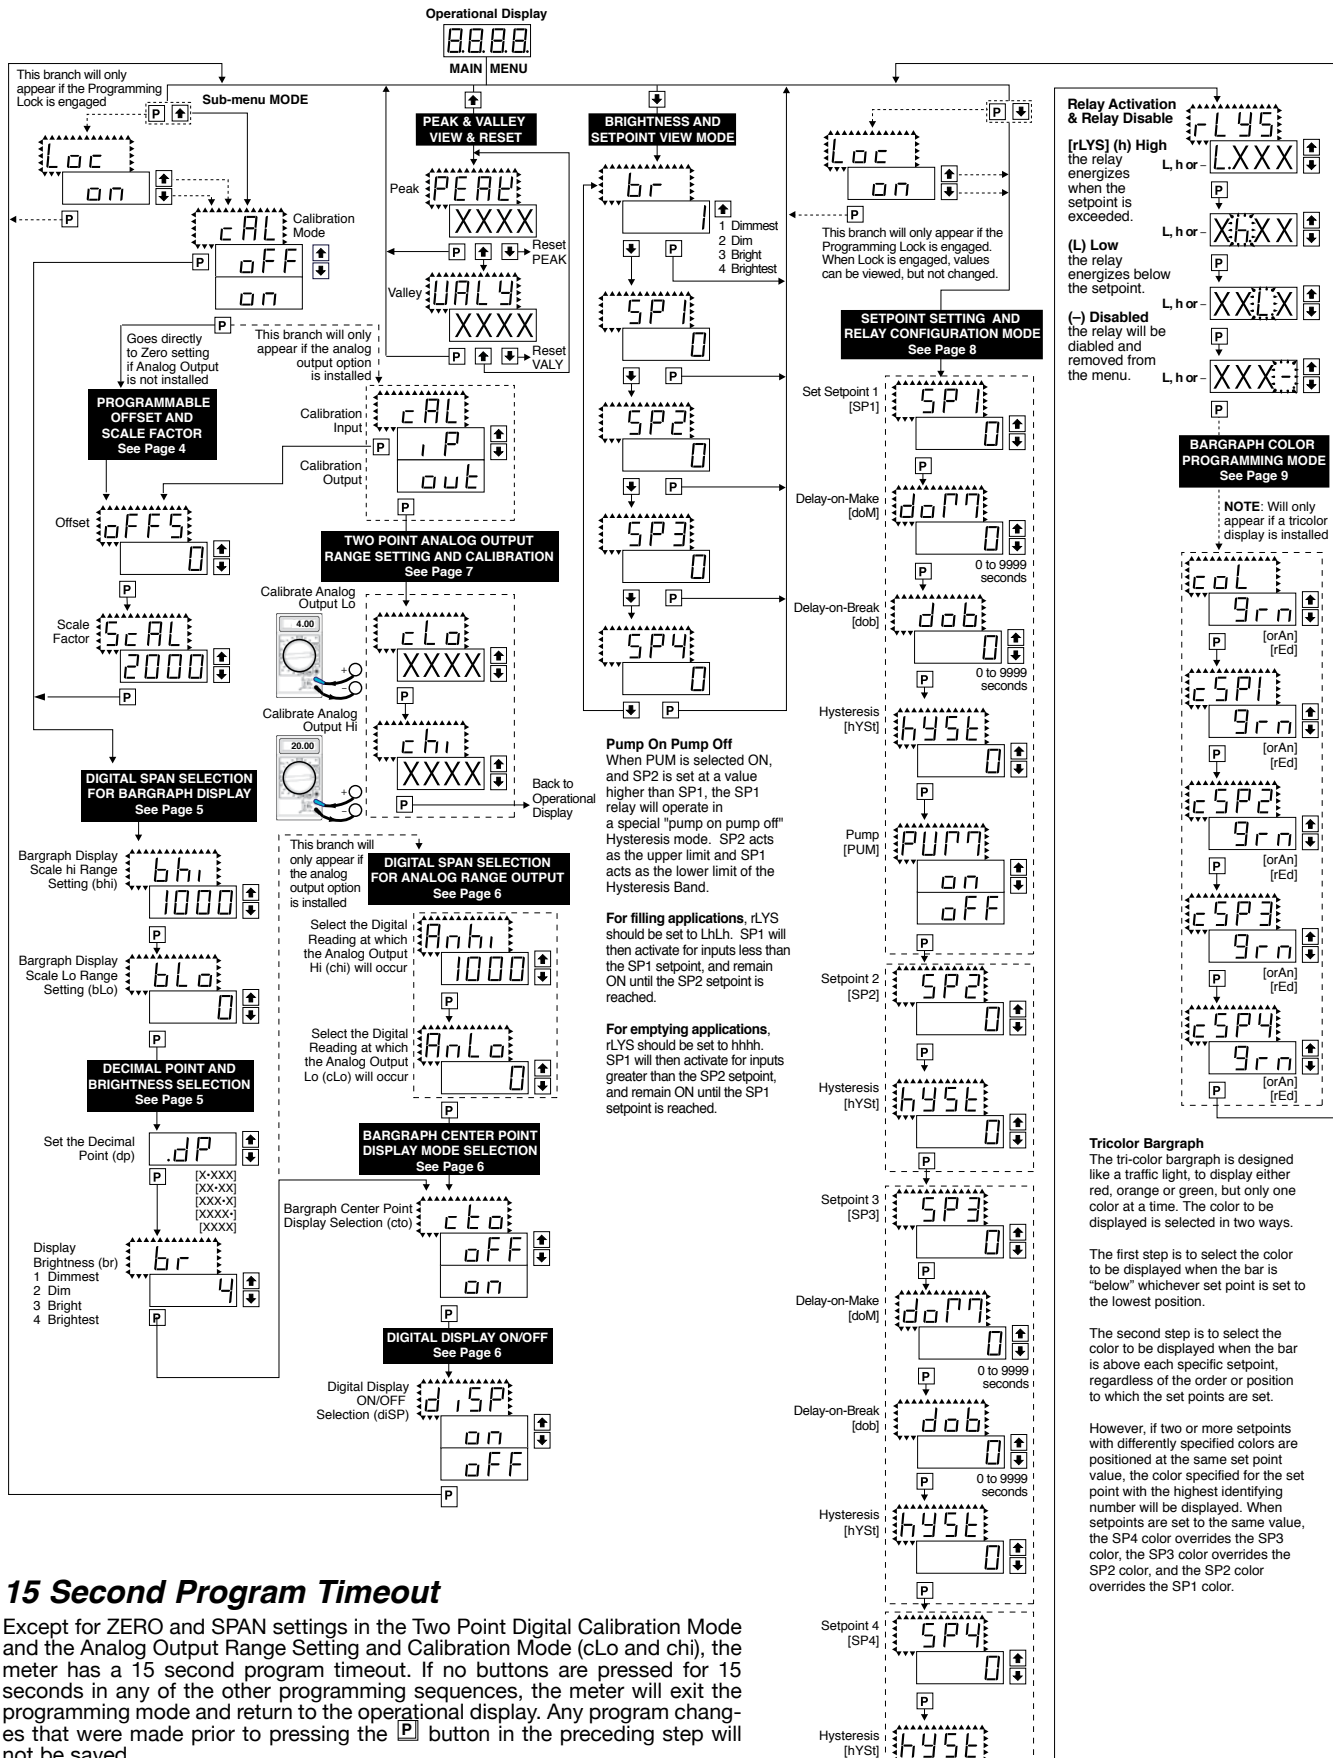 Operational Display
8.8.8.8.
MAIN MENU
This branch will only
appear if the Programming
Lock is engaged
Sub-menu MODE
P
Loc
on
P
cAL
oFF
on
Calibration
Mode
P
P
Goes directly
to Zero setting
if Analog Output
is not installed
This branch will only
appear if the analog
output option
is installed
PROGRAMMABLE
OFFSET AND
SCALE FACTOR
See Page 4
Offset
oFFS
0
P
Scale
Factor
ScAL
2000
P
Calibration
Input
cAL
iP
P
Calibration
Output
out
P
TWO POINT ANALOG OUTPUT
RANGE SETTING AND CALIBRATION
See Page 7
Calibrate Analog
Output Lo
4.00
+
–
cLo
XXXX
P
Calibrate Analog
Output Hi
20.00
+
–
chi
XXXX
P
Back to
Operational
Display
DIGITAL SPAN SELECTION
FOR BARGRAPH DISPLAY
See Page 5
Bargraph Display
Scale hi Range
Setting (bhi)
bhi
1000
P
Bargraph Display
Scale Lo Range
Setting (bLo)
bLo
0
P
DECIMAL POINT AND
BRIGHTNESS SELECTION
See Page 5
Set the Decimal
Point (dp)
.dP
P
[X•XXX]
[XX•XX]
[XXX•X]
[XXXX•]
[XXXX]
Display
Brightness (br)
1 Dimmest
2 Dim
3 Bright
4 Brightest
br
4
P
This branch will
only appear if
the analog
output option
is installed
DIGITAL SPAN SELECTION
FOR ANALOG RANGE OUTPUT
See Page 6
Select the Digital
Reading at which
the Analog Output
Hi (chi) will occur
Anhi
1000
P
Select the Digital
Reading at which
the Analog Output
Lo (cLo) will occur
AnLo
0
P
BARGRAPH CENTER POINT
DISPLAY MODE SELECTION
See Page 6
Bargraph Center Point
Display Selection (cto)
cto
oFF
on
P
DIGITAL DISPLAY ON/OFF
See Page 6
Digital Display
ON/OFF
Selection (diSP)
diSP
on
oFF
P
PEAK & VALLEY
VIEW & RESET
Peak
PEAK
XXXX
P
Reset
PEAK
Valley
VALY
XXXX
P
Reset
VALY
BRIGHTNESS AND
SETPOINT VIEW MODE
br
1
1 Dimmest
2 Dim
3 Bright
4 Brightest
P
SP1
0
P
SP2
0
P
SP3
0
P
SP4
0
P
Pump On Pump Off
When PUM is selected ON,
and SP2 is set at a value
higher than SP1, the SP1
relay will operate in
a special "pump on pump off"
Hysteresis mode. SP2 acts
as the upper limit and SP1
acts as the lower limit of the
Hysteresis Band.
For filling applications, rLYS
should be set to LhLh. SP1 will
then activate for inputs less than
the SP1 setpoint, and remain
ON until the SP2 setpoint is
reached.
For emptying applications,
rLYS should be set to hhhh.
SP1 will then activate for inputs
greater than the SP2 setpoint,
and remain ON until the SP1
setpoint is reached.
P
Loc
on
P
This branch will only appear if the
Programming Lock is engaged.
When Lock is engaged, values
can be viewed, but not changed.
SETPOINT SETTING AND
RELAY CONFIGURATION MODE
See Page 8
Set Setpoint 1
[SP1]
SP1
0
P
Delay-on-Make
[doM]
doM
0
P
0 to 9999
seconds
Delay-on-Break
[dob]
dob
0
P
0 to 9999
seconds
Hysteresis
[hYSt]
hYSt
0
P
Pump
[PUM]
PUM
on
oFF
P
Setpoint 2
[SP2]
SP2
0
P
Hysteresis
[hYSt]
hYSt
0
P
Setpoint 3
[SP3]
SP3
0
P
Delay-on-Make
[doM]
doM
0
P
0 to 9999
seconds
Delay-on-Break
[dob]
dob
0
P
0 to 9999
seconds
Hysteresis
[hYSt]
hYSt
0
P
Setpoint 4
[SP4]
SP4
0
P
Hysteresis
[hYSt]
hYSt
Relay Activation
& Relay Disable
[rLYS] (h) High
the relay
energizes
when the
setpoint is
exceeded.
(L) Low
the relay
energizes below
the setpoint.
(–) Disabled
the relay will be
diabled and
removed from
the menu.
rLYS
L, h or –
L.XXX
P
L, h or –
XhXX
P
L, h or –
XXLX
P
L, h or –
XXX-
P
BARGRAPH COLOR
PROGRAMMING MODE
See Page 9
NOTE: Will only
appear if a tricolor
display is installed
coL
grn
P
[orAn]
[rEd]
cSP1
grn
P
[orAn]
[rEd]
cSP2
grn
P
[orAn]
[rEd]
cSP3
grn
P
[orAn]
[rEd]
cSP4
grn
P
[orAn]
[rEd]
Tricolor Bargraph
The tri-color bargraph is designed
like a traffic light, to display either
red, orange or green, but only one
color at a time. The color to be
displayed is selected in two ways.
The first step is to select the color
to be displayed when the bar is
“below” whichever set point is set to
the lowest position.
The second step is to select the
color to be displayed when the bar
is above each specific setpoint,
regardless of the order or position
to which the set points are set.
However, if two or more setpoints
with differently specified colors are
positioned at the same set point
value, the color specified for the set
point with the highest identifying
number will be displayed. When
setpoints are set to the same value,
the SP4 color overrides the SP3
color, the SP3 color overrides the
SP2 color, and the SP2 color
overrides the SP1 color.
15 Second Program Timeout
Except for ZERO and SPAN settings in the Two Point Digital Calibration Mode
and the Analog Output Range Setting and Calibration Mode (cLo and chi), the
meter has a 15 second program timeout. If no buttons are pressed for 15
seconds in any of the other programming sequences, the meter will exit the
programming mode and return to the operational display. Any program chang-
es that were made prior to pressing the P button in the preceding step will
not be saved